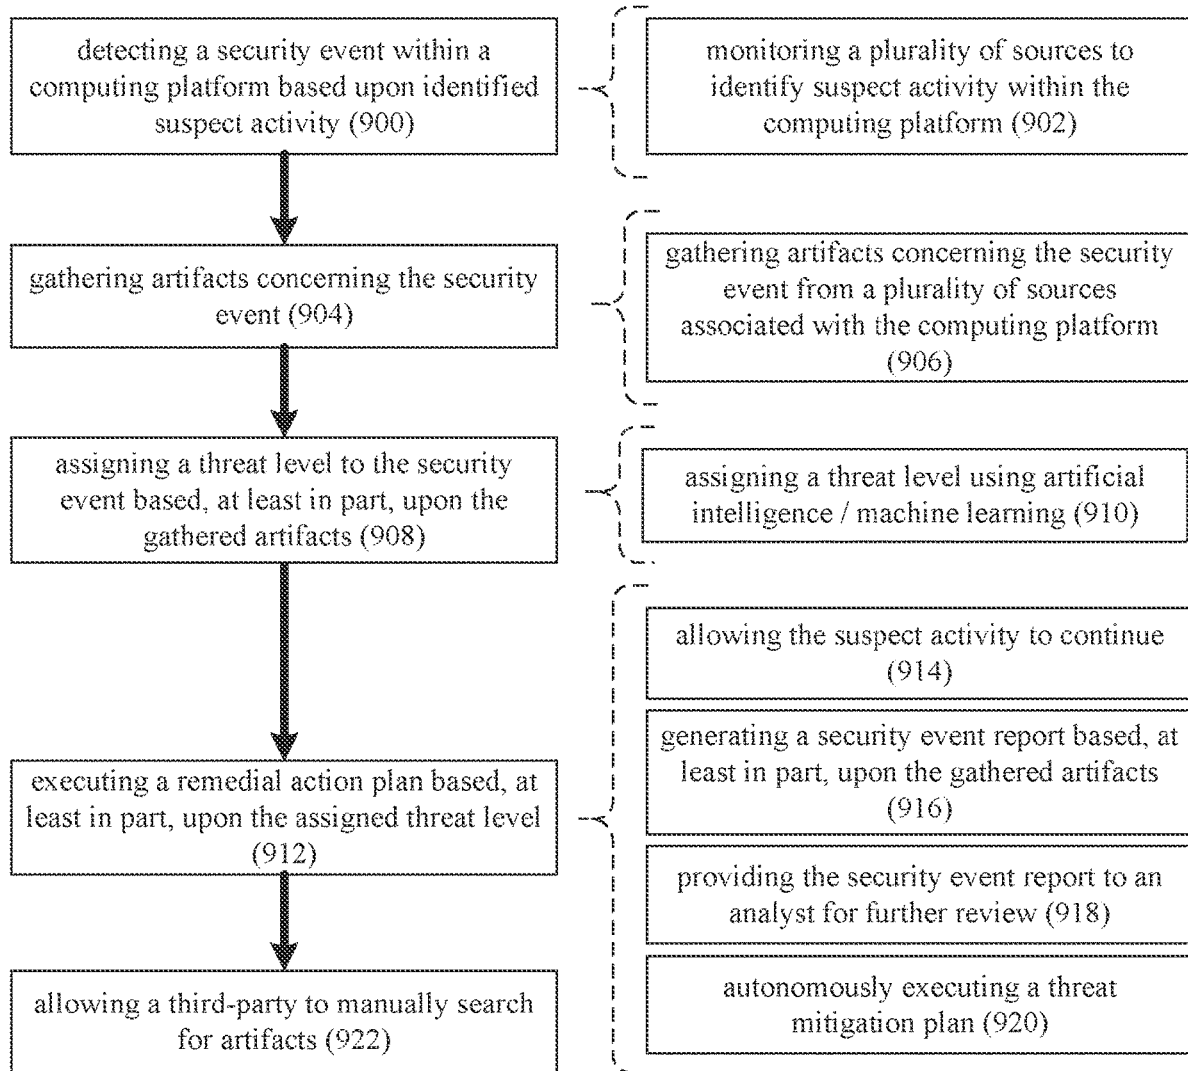 detecting a security event within a
computing platform based upon identified
suspect activity (900)
monitoring a plurality of sources to
identify suspect activity within the
computing platform (902)
gathering artifacts concerning the security
event (904)
gathering artifacts concerning the security
event from a plurality of sources
associated with the computing platform
(906)
assigning a threat level to the security
event based, at least in part, upon the
gathered artifacts (908)
assigning a threat level using artificial
intelligence / machine learning (910)
executing a remedial action plan based, at
least in part, upon the assigned threat level
(912)
allowing the suspect activity to continue
(914)
generating a security event report based, at
least in part, upon the gathered artifacts
(916)
providing the security event report to an
analyst for further review (918)
autonomously executing a threat
mitigation plan (920)
allowing a third-party to manually search
for artifacts (922)